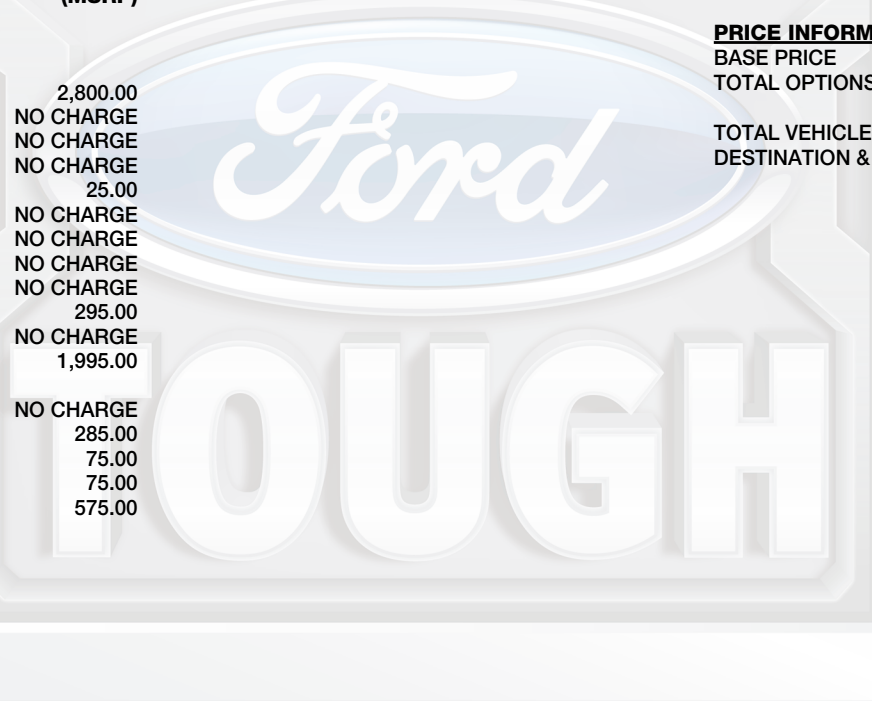 (MSRP)
2,800.00
NO CHARGE
NO CHARGE
NO CHARGE
25.00
NO CHARGE
NO CHARGE
NO CHARGE
NO CHARGE
295.00
NO CHARGE
1,995.00
NO CHARGE
285.00
75.00
75.00
575.00
PRICE INFORM
BASE PRICE
TOTAL OPTIONS
TOTAL VEHICLE
DESTINATION &
Ford
TOUGH